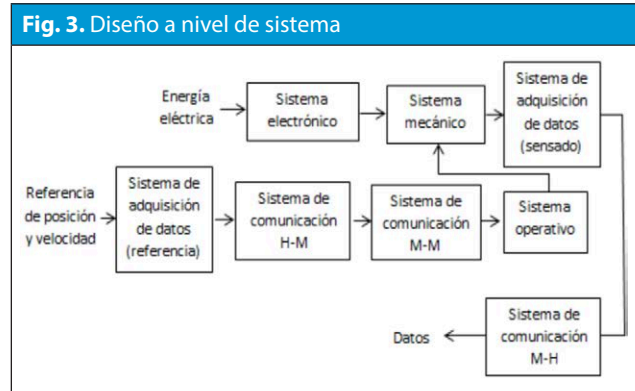 Fig. 3. Diseño a nivel de sistema
Energía
eléctrica
Sistema
electrónico
Sistema
mecánico
Sistema de
adquisición
de datos
(sensado)
Referencia
de posición
y velocidad
Sistema de
adquisición
de datos
(referencia)
Sistema de
comunicación
H-M
Sistema de
comunicación
M-M
Sistema
operativo
Datos
Sistema de
comunicación
M-H